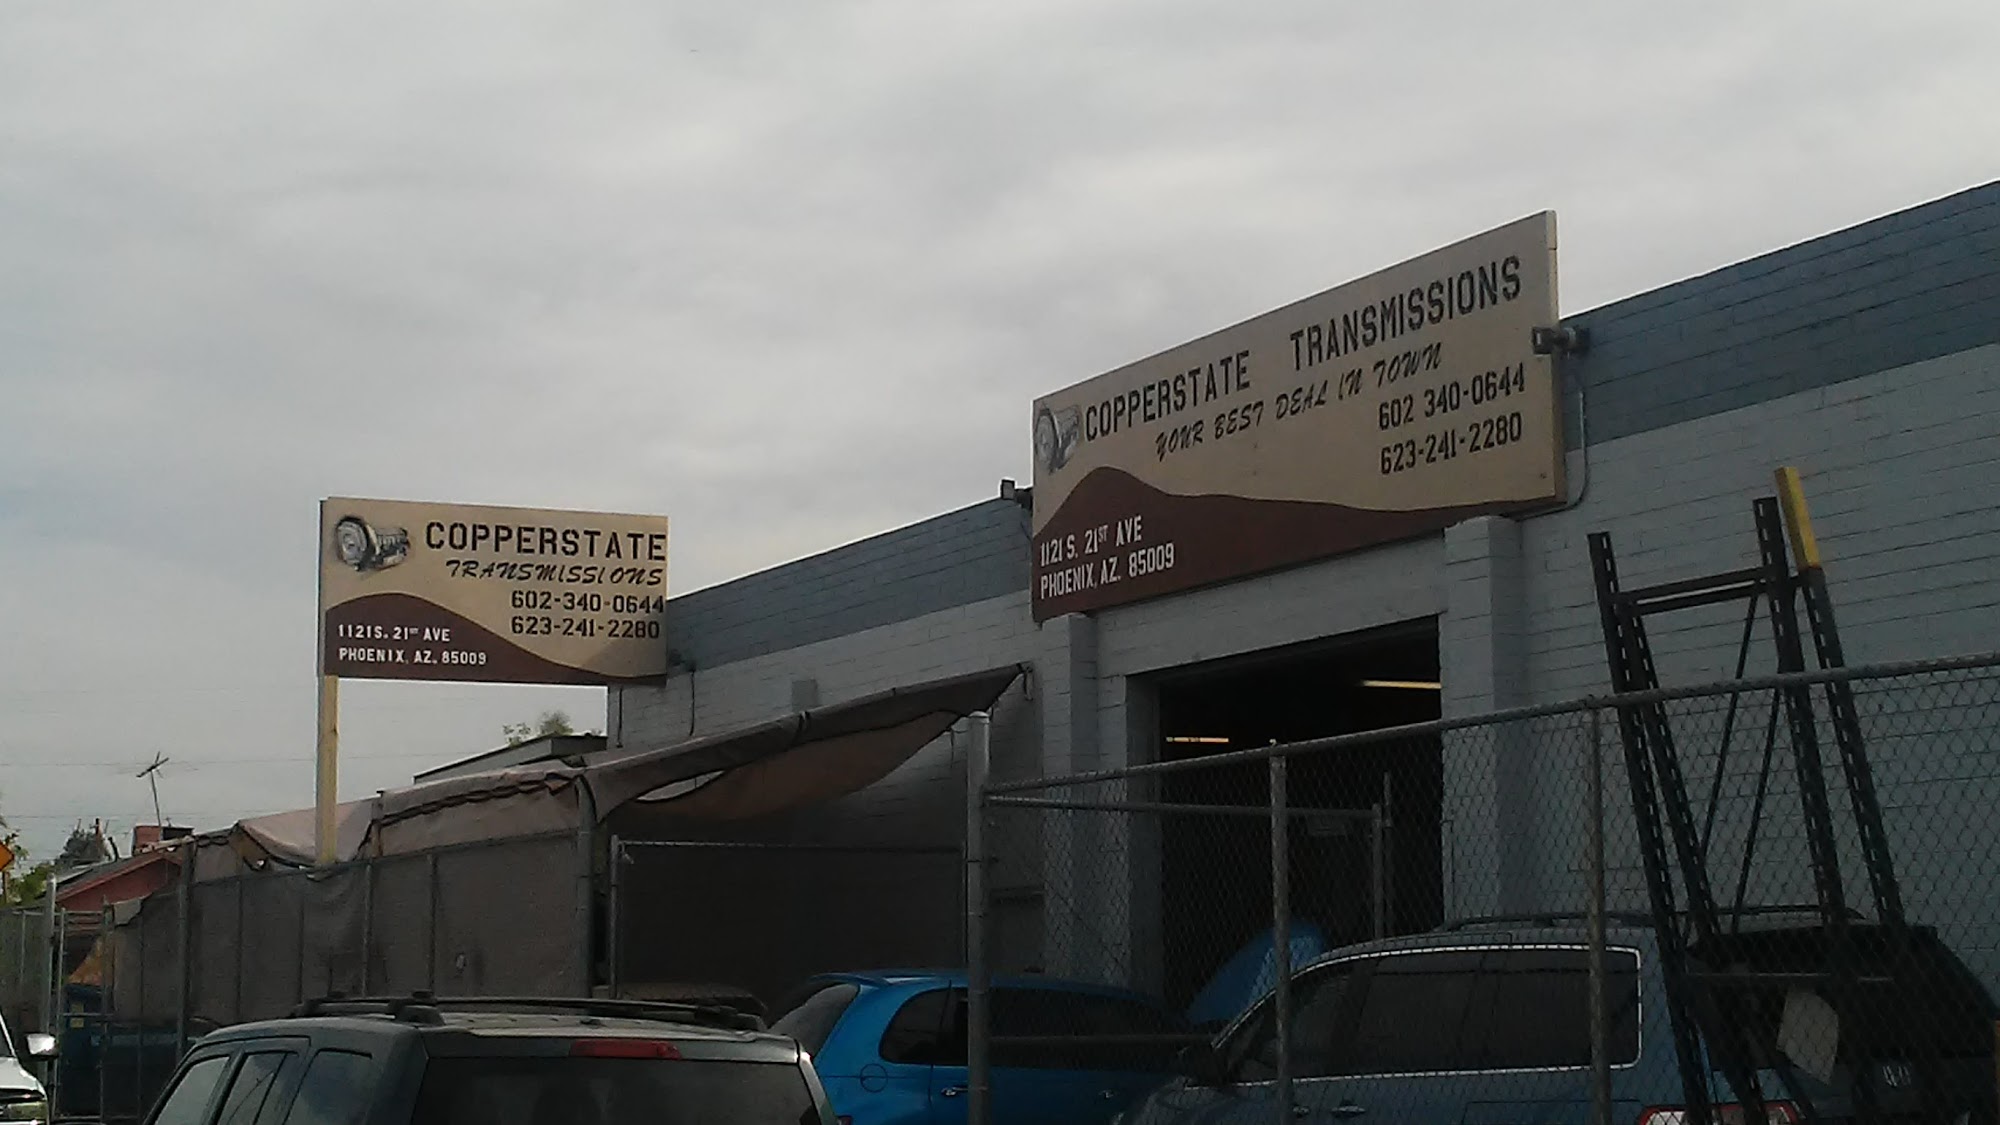 COPPERSTATE
TRANSMISSIONS
602-340-0644
623-241-2280
1121 S. 21ST AVE
PHOENIX, AZ. 85009
COPPERSTATE TRANSMISSIONS
YOUR BEST DEAL IN TOWN
602 340-0644
623-241-2280
1121 S. 21ST AVE
PHOENIX, AZ. 85009